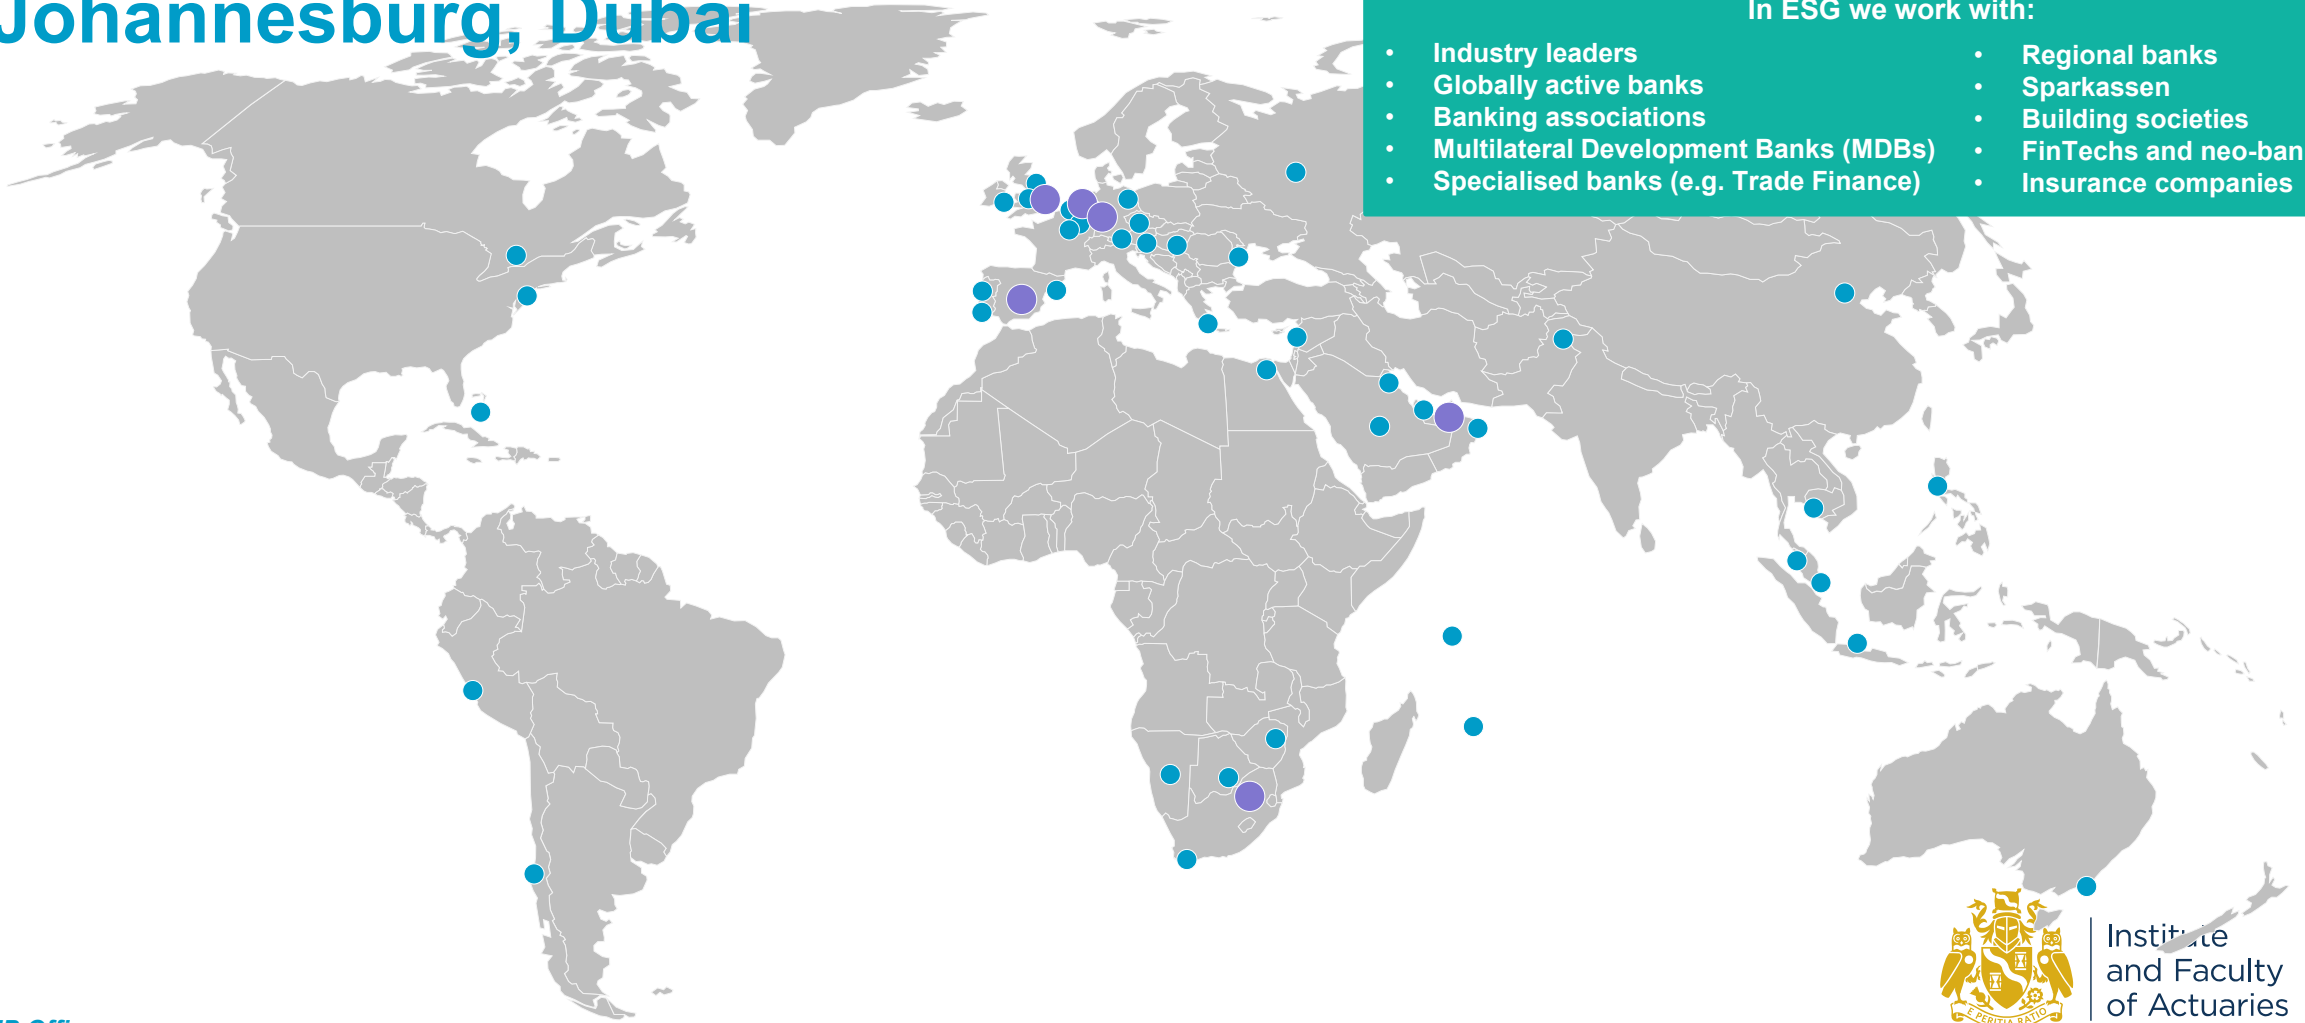 Johannesburg, Dubai
In ESG we work with:
• Industry leaders
• Globally active banks
• Banking associations
• Multilateral Development Banks (MDBs)
• Specialised banks (e.g. Trade Finance)
• Regional banks
• Sparkassen
• Building societies
• FinTechs and neo-ban
• Insurance companies
Institute
and Faculty
of Actuaries
E PERITIA RATIO